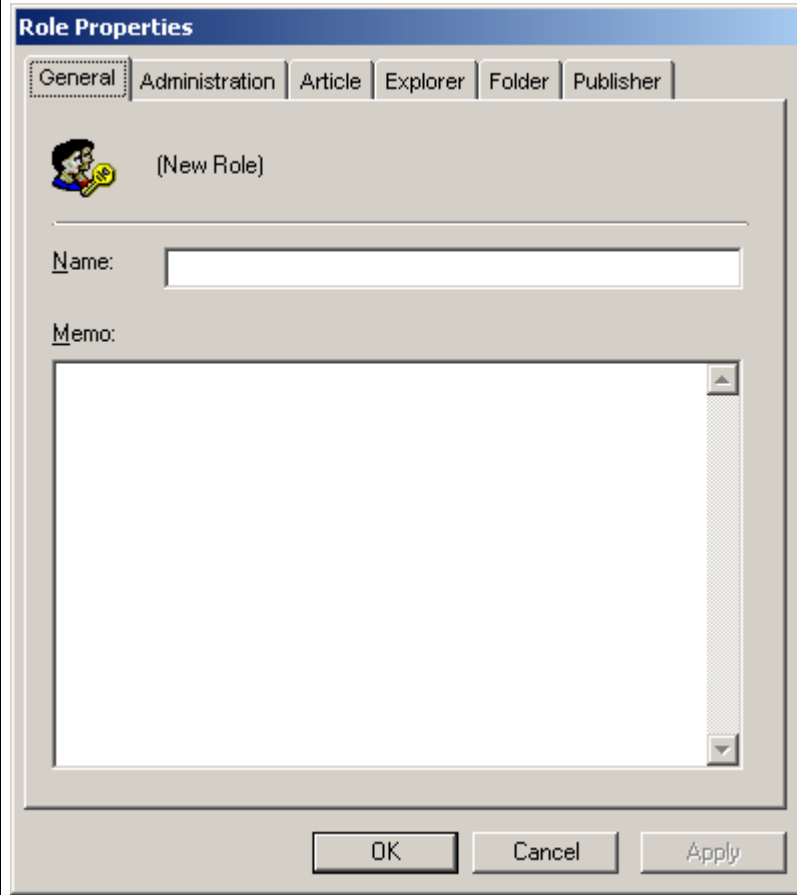 Role Properties
General Administration Article Explorer Folder Publisher
(New Role)
Name:
Memo:
OK Cancel Apply